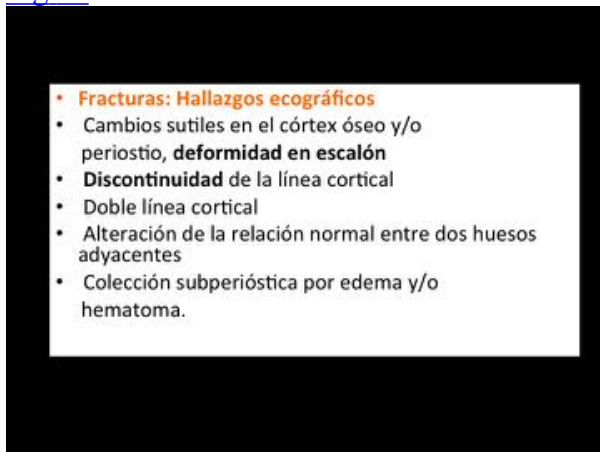 • Fracturas: Hallazgos ecográficos
• Cambios sutiles en el córtex óseo y/o
periostio, deformidad en escalón
• Discontinuidad de la línea cortical
• Doble línea cortical
• Alteración de la relación normal entre dos huesos
adyacentes
• Colección subperióstica por edema y/o
hematoma.